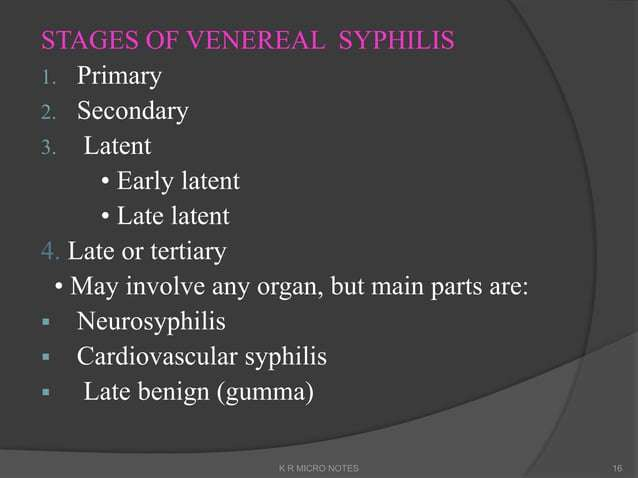 STAGES OF VENEREAL SYPHILIS
1. Primary
2. Secondary
3. Latent
• Early latent
• Late latent
4. Late or tertiary
• May involve any organ, but main parts are:
▪ Neurosyphilis
▪ Cardiovascular syphilis
▪ Late benign (gumma)
K R MICRO NOTES 16